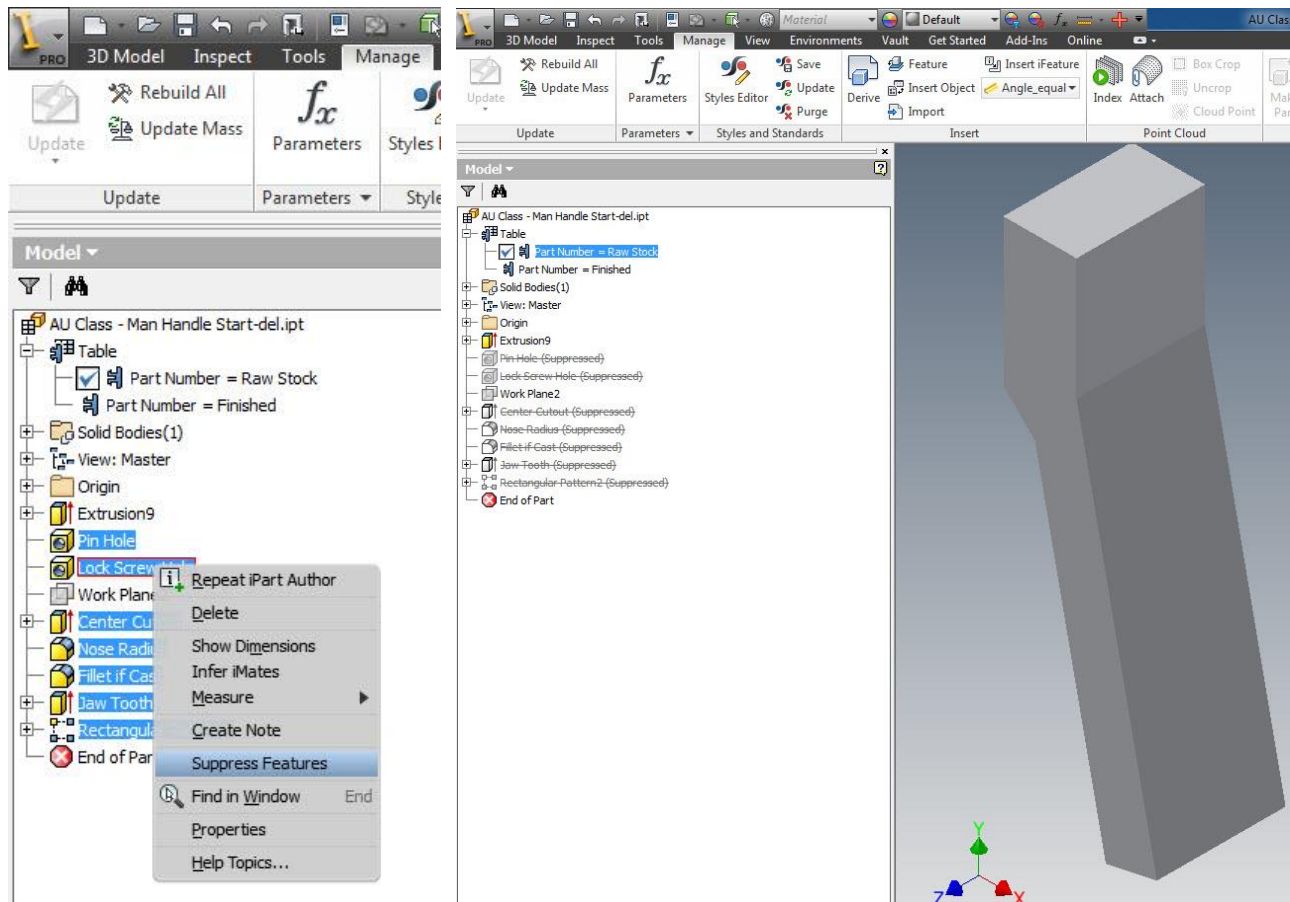 PRO
3D Model Inspect Tools Manage
Rebuild All
Update Mass
Update
fx
Parameters
Styles
Update
Parameters
Style
Model
AU Class - Man Handle Start-del.ipt
Table
Part Number = Raw Stock
Part Number = Finished
Solid Bodies(1)
View: Master
Origin
Extrusion9
Pin Hole
Lock Screw
Work Plane
Center Cu
Nose Radi
Fillet if Cas
Jaw Tooth
Rectangula
End of Par
Repeat iPart Author
Delete
Show Dimensions
Infer iMates
Measure
Create Note
Suppress Features
Find in Window End
Properties
Help Topics...
Material Default fx AU Clas
PRO
3D Model Inspect Tools Manage View Environments Vault Get Started Add-Ins Online
Rebuild All
Update Mass
Update
fx
Parameters
Styles Editor
Save
Update
Purge
Derive
Feature
Insert Object
Import
Insert iFeature
Angle_equal
Index Attach
Box Crop
Uncrop
Cloud Point
Mak
Par
Update Parameters Styles and Standards Insert Point Cloud
Model
AU Class - Man Handle Start-del.ipt
Table
Part Number = Raw Stock
Part Number = Finished
Solid Bodies(1)
View: Master
Origin
Extrusion9
Pin Hole (Suppressed)
Lock Screw Hole (Suppressed)
Work Plane2
Center Cutout (Suppressed)
Nose Radius (Suppressed)
Fillet if Cast (Suppressed)
Jaw Tooth (Suppressed)
Rectangular Pattern2 (Suppressed)
End of Part
Y
Z
X